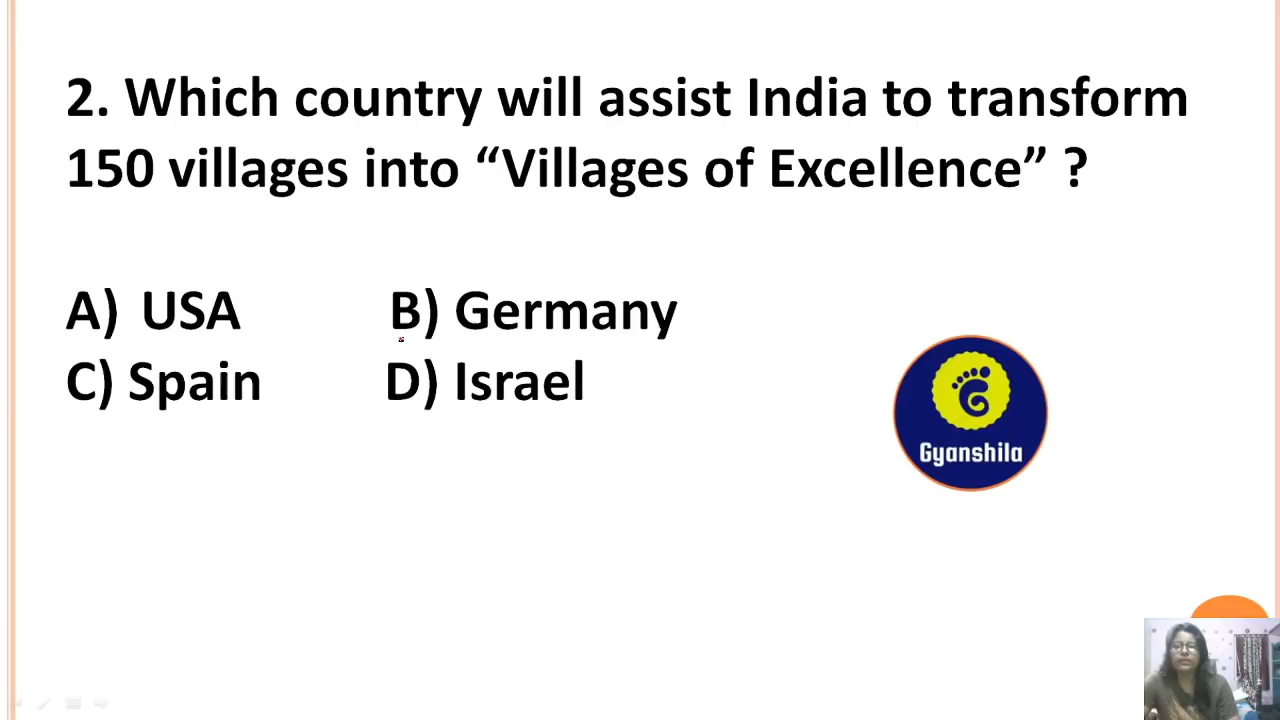 2. Which country will assist India to transform
150 villages into “Villages of Excellence” ?
A) USA B) Germany
C) Spain D) Israel
Gyanshila